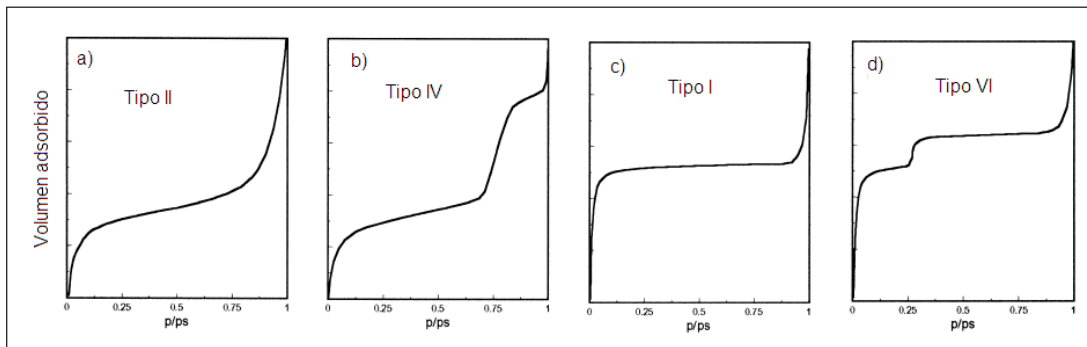 Volumen adsorbido
a)
Tipo II
0 0.25 0.5 0.75 1
p/ps
b)
Tipo IV
0 0.25 0.5 0.75 1
p/ps
c)
Tipo I
0 0.25 0.5 0.75 1
p/ps
d)
Tipo VI
0 0.25 0.5 0.75 1
p/ps